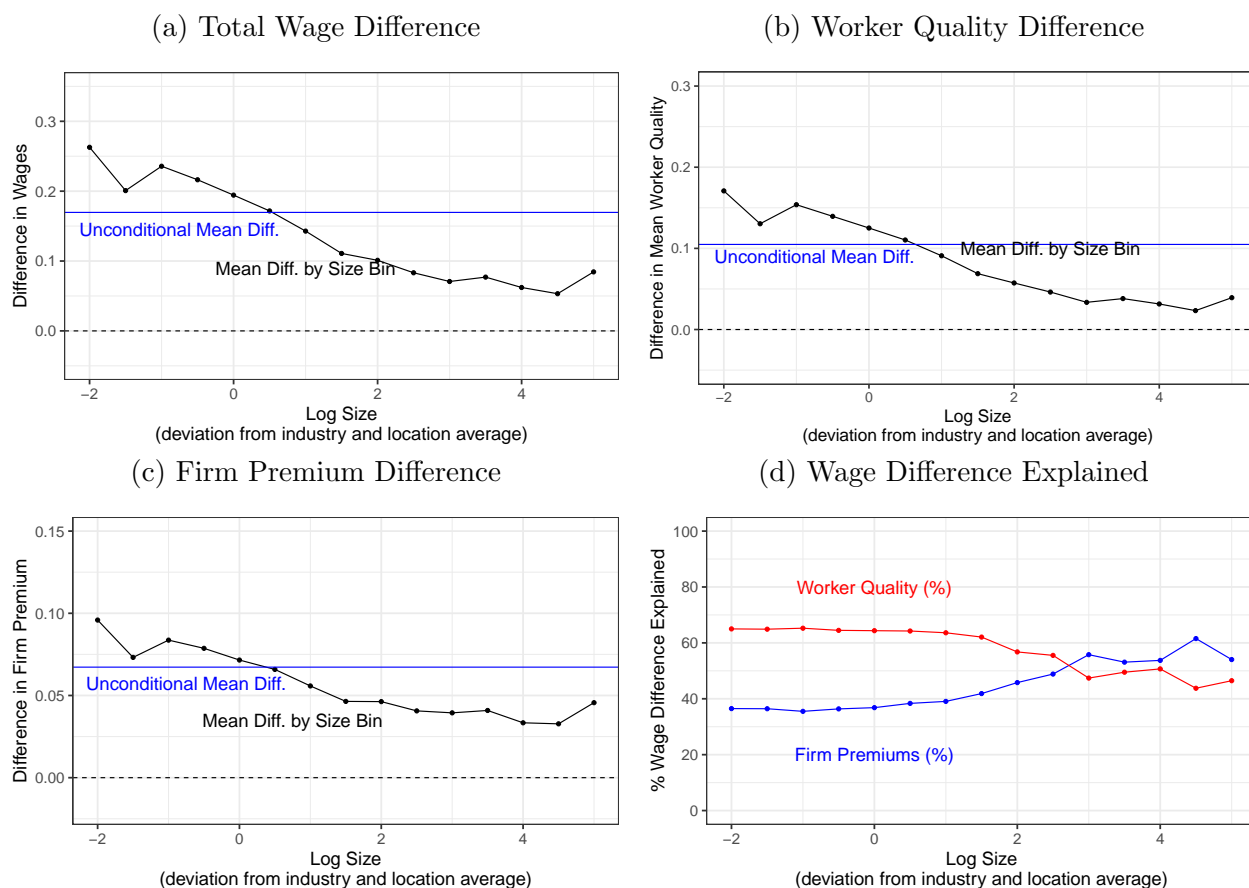 (a) Total Wage Difference
Difference in Wages
0.3
0.2
0.1
0.0
Unconditional Mean Diff.
Mean Diff. by Size Bin
−2
0
2
4
Log Size
(deviation from industry and location average)
(b) Worker Quality Difference
Difference in Mean Worker Quality
0.3
0.2
0.1
0.0
Mean Diff. by Size Bin
Unconditional Mean Diff.
−2
0
2
4
Log Size
(deviation from industry and location average)
(c) Firm Premium Difference
Difference in Firm Premium
0.15
0.10
0.05
0.00
Unconditional Mean Diff.
Mean Diff. by Size Bin
−2
0
2
4
Log Size
(deviation from industry and location average)
(d) Wage Difference Explained
% Wage Difference Explained
100
80
60
40
20
0
Worker Quality (%)
Firm Premiums (%)
−2
0
2
4
Log Size
(deviation from industry and location average)